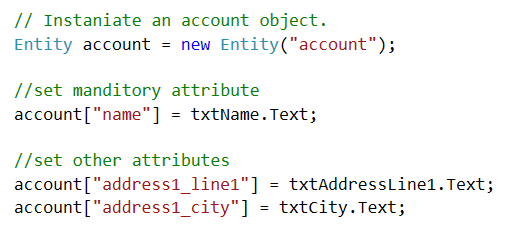 // Instaniate an account object.
Entity account = new Entity("account");
//set manditory attribute
account["name"] = txtName.Text;
//set other attributes
account["address1_line1"] = txtAddressLine1.Text;
account["address1_city"] = txtCity.Text;